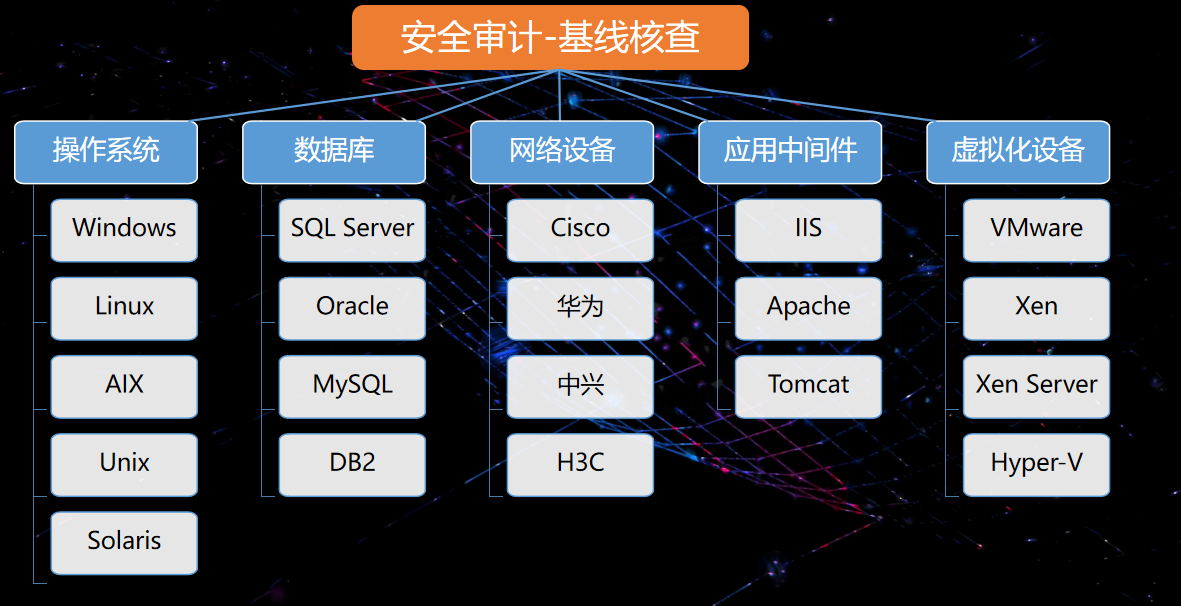 安全审计-基线核查
操作系统
Windows
Linux
AIX
Unix
Solaris
数据库
SQL Server
Oracle
MySQL
DB2
网络设备
Cisco
华为
中兴
H3C
应用中间件
IIS
Apache
Tomcat
虚拟化设备
VMware
Xen
Xen Server
Hyper-V